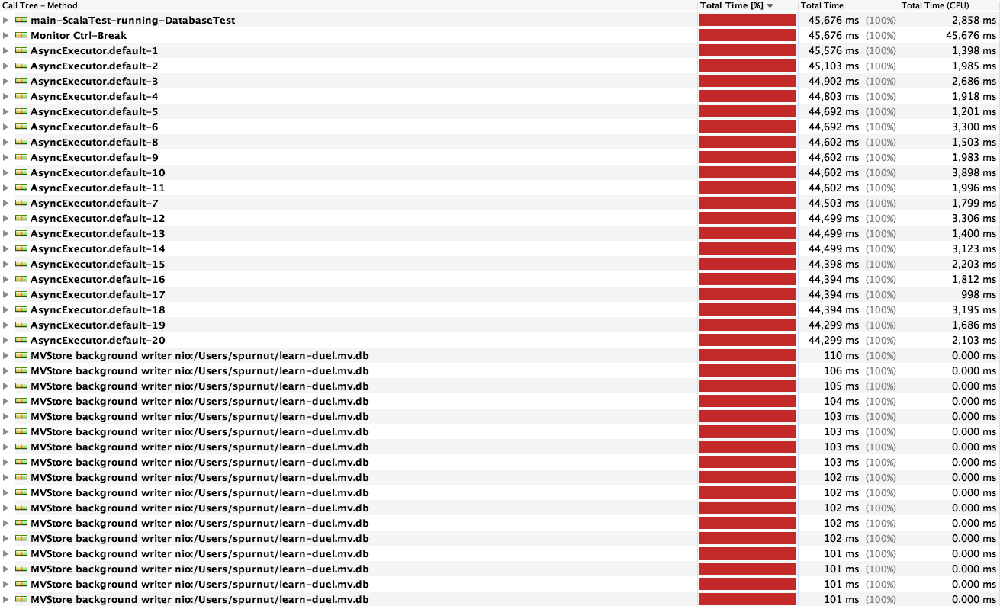 Call Tree – Method Total Time [%] Total Time Total Time (CPU)
main-ScalaTest-running-DatabaseTest 45,676 ms (100%) 2,858 ms
Monitor Ctrl-Break 45,676 ms (100%) 45,676 ms
AsyncExecutor.default-1 45,576 ms (100%) 1,398 ms
AsyncExecutor.default-2 45,103 ms (100%) 1,985 ms
AsyncExecutor.default-3 44,902 ms (100%) 2,686 ms
AsyncExecutor.default-4 44,803 ms (100%) 1,918 ms
AsyncExecutor.default-5 44,692 ms (100%) 1,201 ms
AsyncExecutor.default-6 44,692 ms (100%) 3,300 ms
AsyncExecutor.default-8 44,602 ms (100%) 1,503 ms
AsyncExecutor.default-9 44,602 ms (100%) 1,983 ms
AsyncExecutor.default-10 44,602 ms (100%) 3,898 ms
AsyncExecutor.default-11 44,602 ms (100%) 1,996 ms
AsyncExecutor.default-7 44,503 ms (100%) 1,799 ms
AsyncExecutor.default-12 44,499 ms (100%) 3,306 ms
AsyncExecutor.default-13 44,499 ms (100%) 1,400 ms
AsyncExecutor.default-14 44,499 ms (100%) 3,123 ms
AsyncExecutor.default-15 44,398 ms (100%) 2,203 ms
AsyncExecutor.default-16 44,394 ms (100%) 1,812 ms
AsyncExecutor.default-17 44,394 ms (100%) 998 ms
AsyncExecutor.default-18 44,394 ms (100%) 3,195 ms
AsyncExecutor.default-19 44,299 ms (100%) 1,686 ms
AsyncExecutor.default-20 44,299 ms (100%) 2,103 ms
MVStore background writer nio:/Users/spurnut/learn-duel.mv.db 110 ms (100%) 0.000 ms
MVStore background writer nio:/Users/spurnut/learn-duel.mv.db 106 ms (100%) 0.000 ms
MVStore background writer nio:/Users/spurnut/learn-duel.mv.db 105 ms (100%) 0.000 ms
MVStore background writer nio:/Users/spurnut/learn-duel.mv.db 104 ms (100%) 0.000 ms
MVStore background writer nio:/Users/spurnut/learn-duel.mv.db 103 ms (100%) 0.000 ms
MVStore background writer nio:/Users/spurnut/learn-duel.mv.db 103 ms (100%) 0.000 ms
MVStore background writer nio:/Users/spurnut/learn-duel.mv.db 103 ms (100%) 0.000 ms
MVStore background writer nio:/Users/spurnut/learn-duel.mv.db 103 ms (100%) 0.000 ms
MVStore background writer nio:/Users/spurnut/learn-duel.mv.db 102 ms (100%) 0.000 ms
MVStore background writer nio:/Users/spurnut/learn-duel.mv.db 102 ms (100%) 0.000 ms
MVStore background writer nio:/Users/spurnut/learn-duel.mv.db 102 ms (100%) 0.000 ms
MVStore background writer nio:/Users/spurnut/learn-duel.mv.db 102 ms (100%) 0.000 ms
MVStore background writer nio:/Users/spurnut/learn-duel.mv.db 102 ms (100%) 0.000 ms
MVStore background writer nio:/Users/spurnut/learn-duel.mv.db 101 ms (100%) 0.000 ms
MVStore background writer nio:/Users/spurnut/learn-duel.mv.db 101 ms (100%) 0.000 ms
MVStore background writer nio:/Users/spurnut/learn-duel.mv.db 101 ms (100%) 0.000 ms
MVStore background writer nio:/Users/spurnut/learn-duel.mv.db 101 ms (100%) 0.000 ms